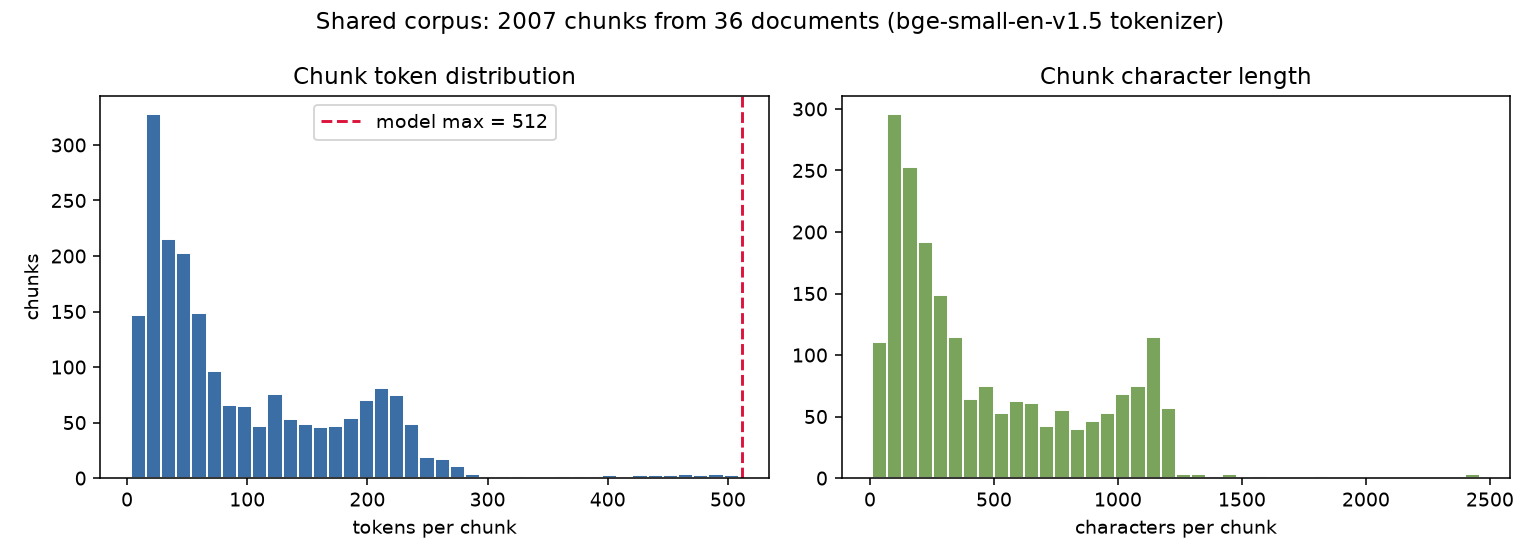 Shared corpus: 2007 chunks from 36 documents (bge-small-en-v1.5 tokenizer)
Chunk token distribution
model max = 512
chunks
300
250
200
150
100
50
0
0 100 200 300 400 500
tokens per chunk
Chunk character length
300
250
200
150
100
50
0
0 500 1000 1500 2000 2500
characters per chunk